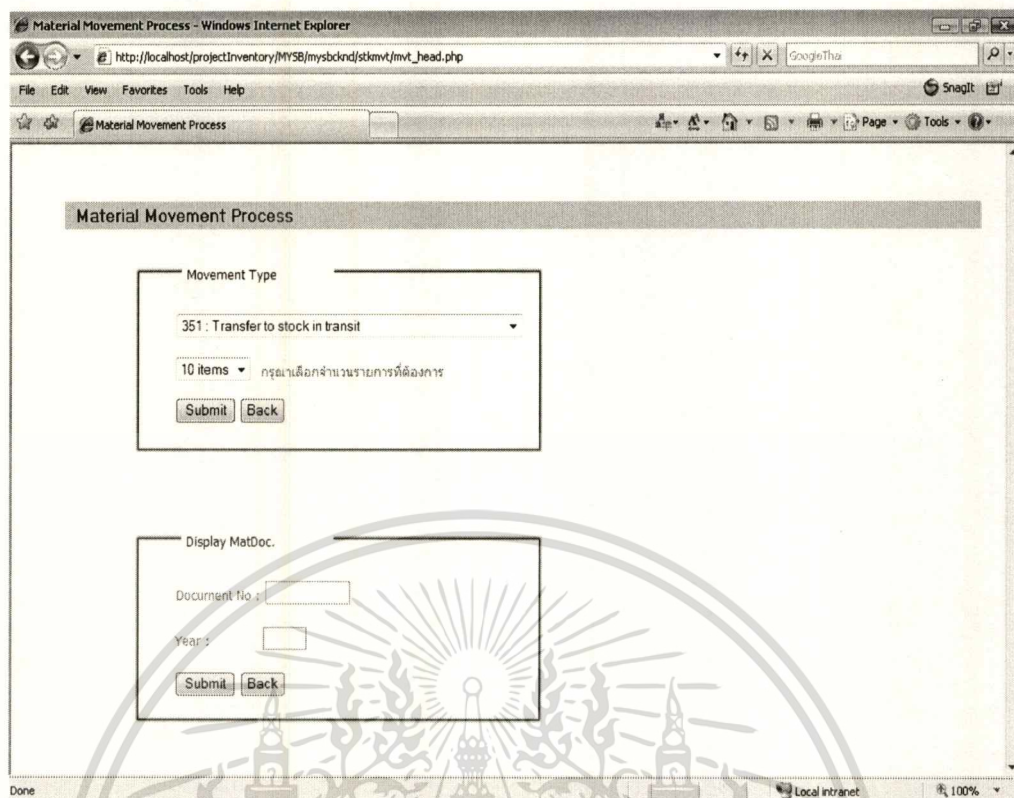 Material Movement Process - Windows Internet Explorer
http://localhost/projectInventory/MYSB/mysbcknd/stkmvt/mvt_head.php
GoogleThai
File Edit View Favorites Tools Help
SnagIt
Material Movement Process
Page Tools
Material Movement Process
Movement Type
351 : Transfer to stock in transit
10 items กรุณาเลือกจำนวนรายการที่ต้องการ
Submit Back
Display MatDoc.
Document No :
Year :
Submit Back
Done Local intranet 100%